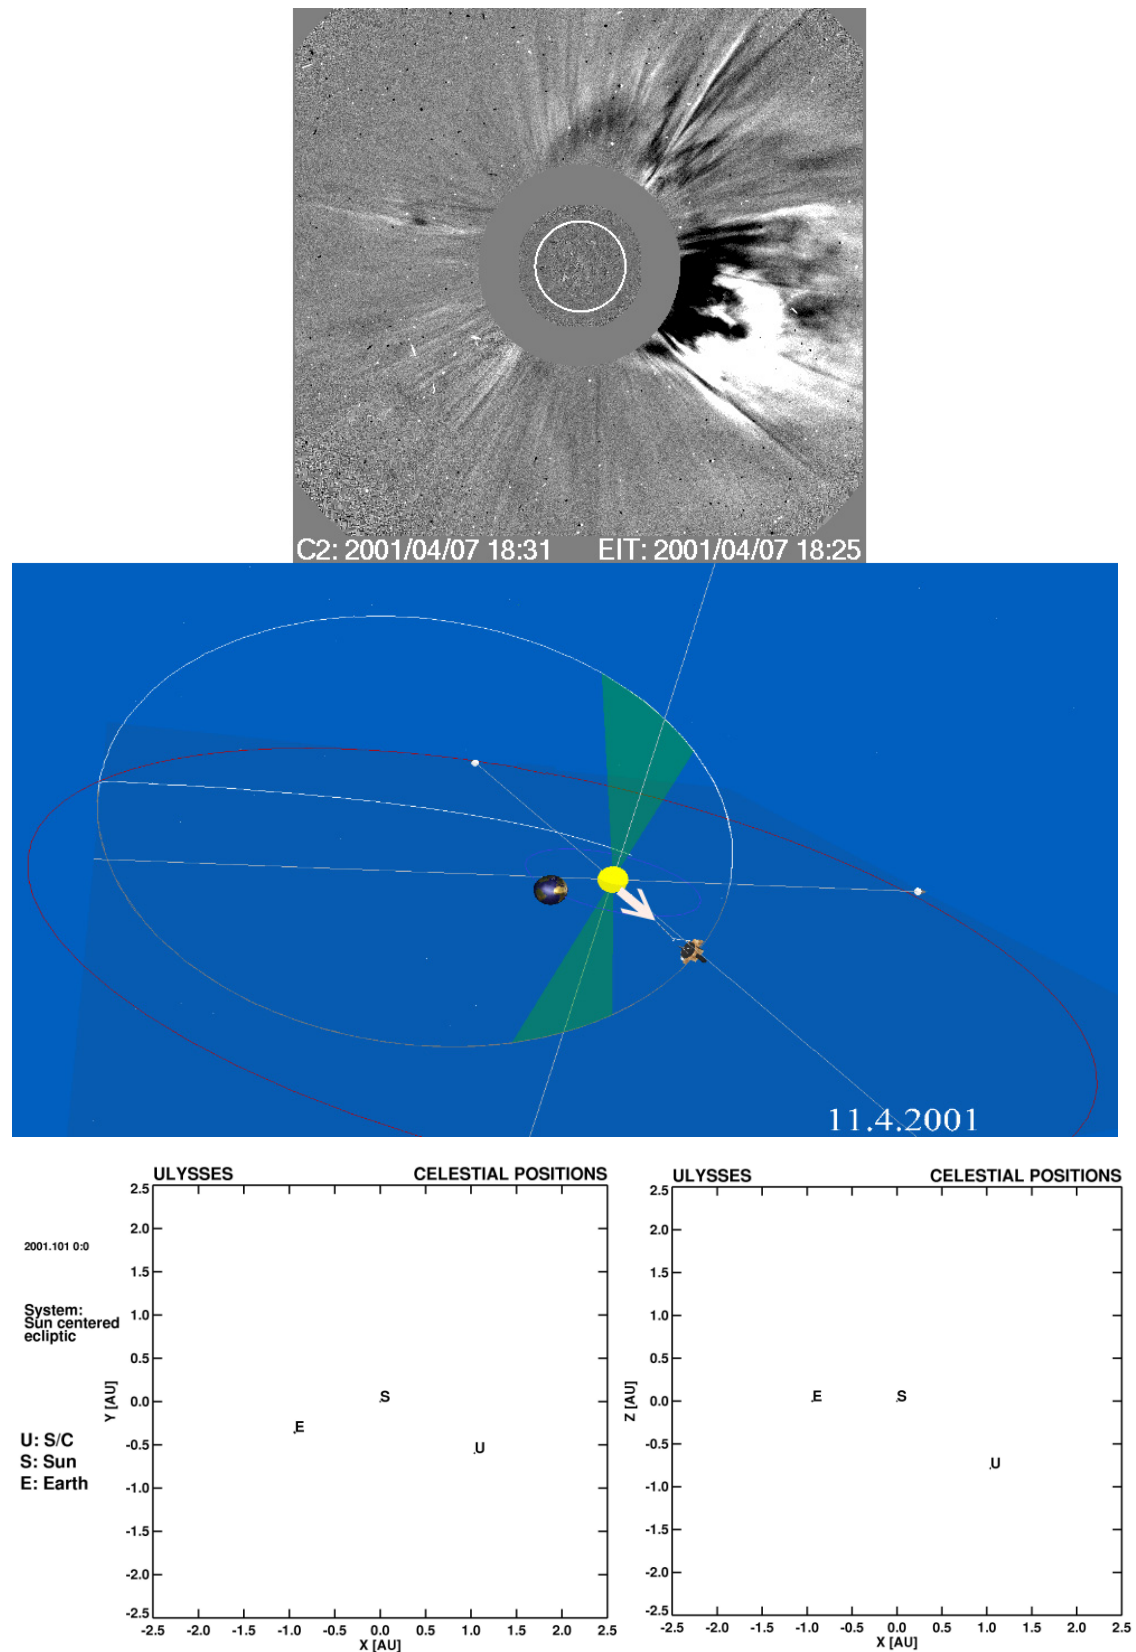 C2: 2001/04/07 18:31 EIT: 2001/04/07 18:25
11.4.2001
ULYSSES CELESTIAL POSITIONS
2001.101 0:0
System:
Sun centered
ecliptic
U: S/C
S: Sun
E: Earth
2.5
2.0
1.5
1.0
0.5
0.0
-0.5
-1.0
-1.5
-2.0
-2.5
Y [AU]
S
E
U
-2.5 -2.0 -1.5 -1.0 -0.5 0.0 0.5 1.0 1.5 2.0 2.5
X [AU]
ULYSSES CELESTIAL POSITIONS
2.5
2.0
1.5
1.0
0.5
0.0
-0.5
-1.0
-1.5
-2.0
-2.5
Z [AU]
E S
U
-2.5 -2.0 -1.5 -1.0 -0.5 0.0 0.5 1.0 1.5 2.0 2.5
X [AU]